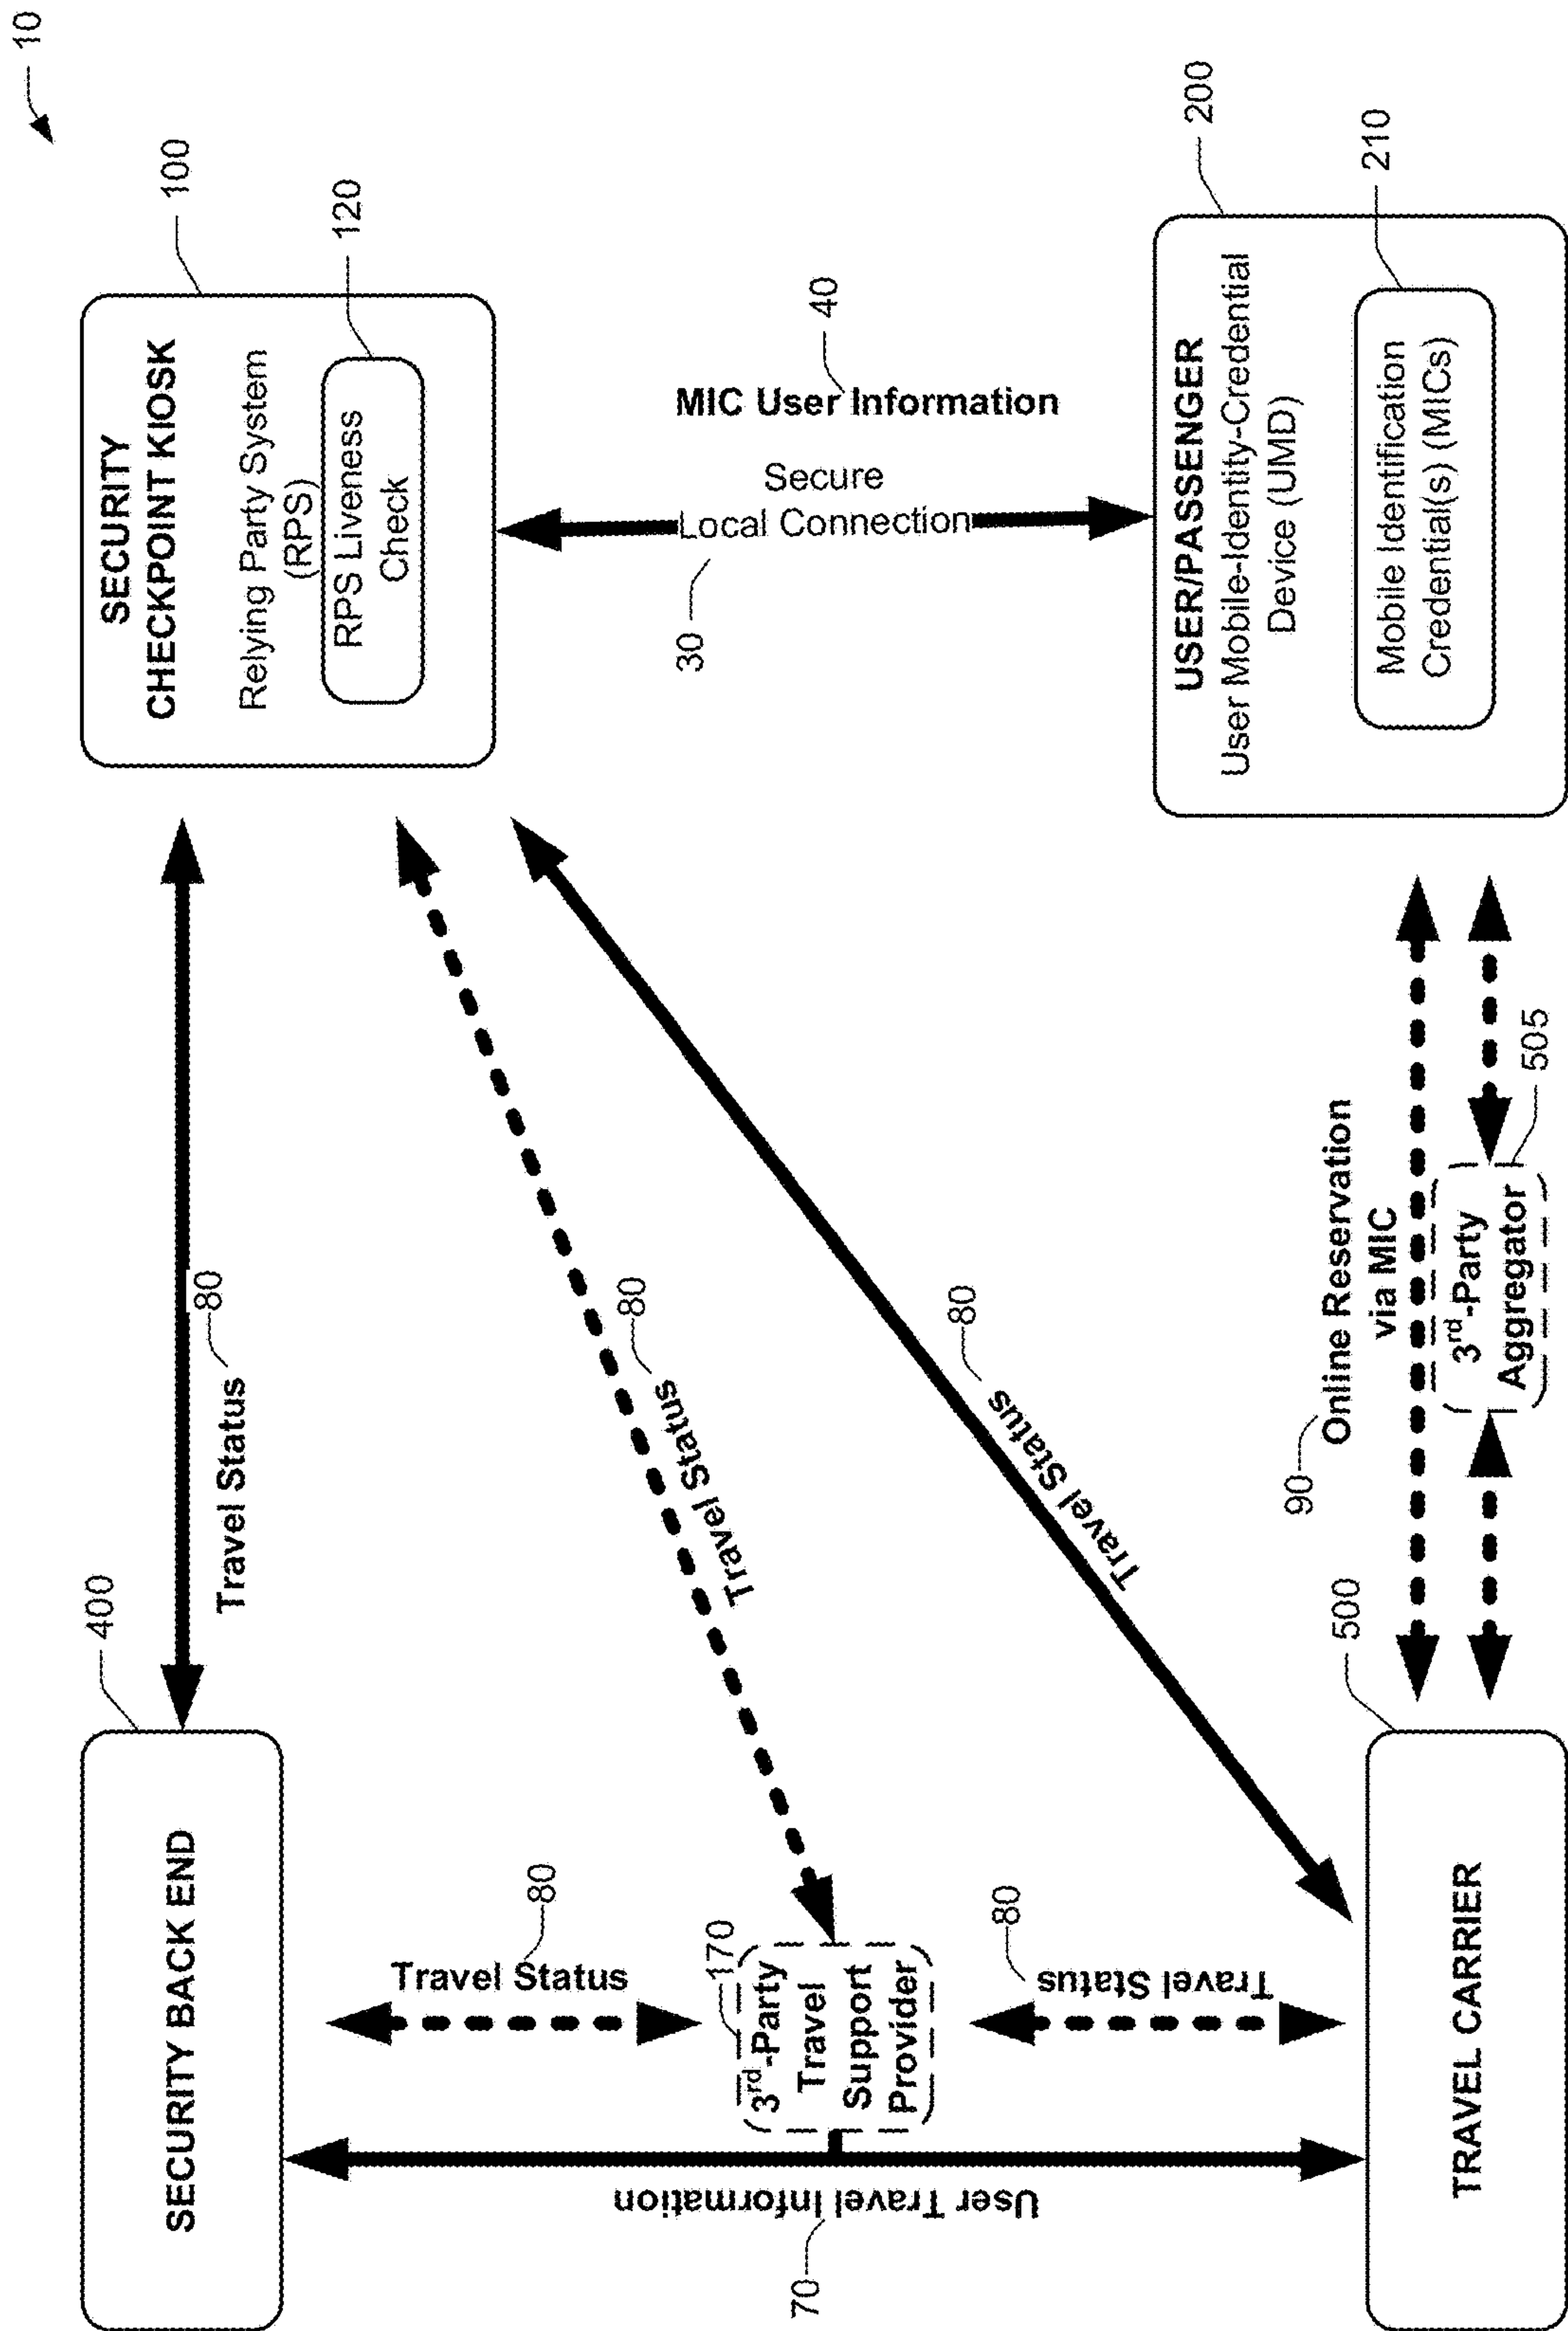 10
400
SECURITY BACK END
80
Travel Status
100
SECURITY
CHECKPOINT KIOSK
Relying Party System
(RPS)
120
RPS Liveness
Check
Travel Status
80
80
Travel Status
170
3rd-Party
Travel
Support
Provider
User Travel Information
70
Travel Status
80
80
Travel Status
MIC User Information
40
Secure
Local Connection
30
500
TRAVEL CARRIER
90
Online Reservation
via MIC
3rd-Party
Aggregator
505
200
USER/PASSENGER
User Mobile-Identity-Credential
Device (UMD)
210
Mobile Identification
Credential(s) (MICs)